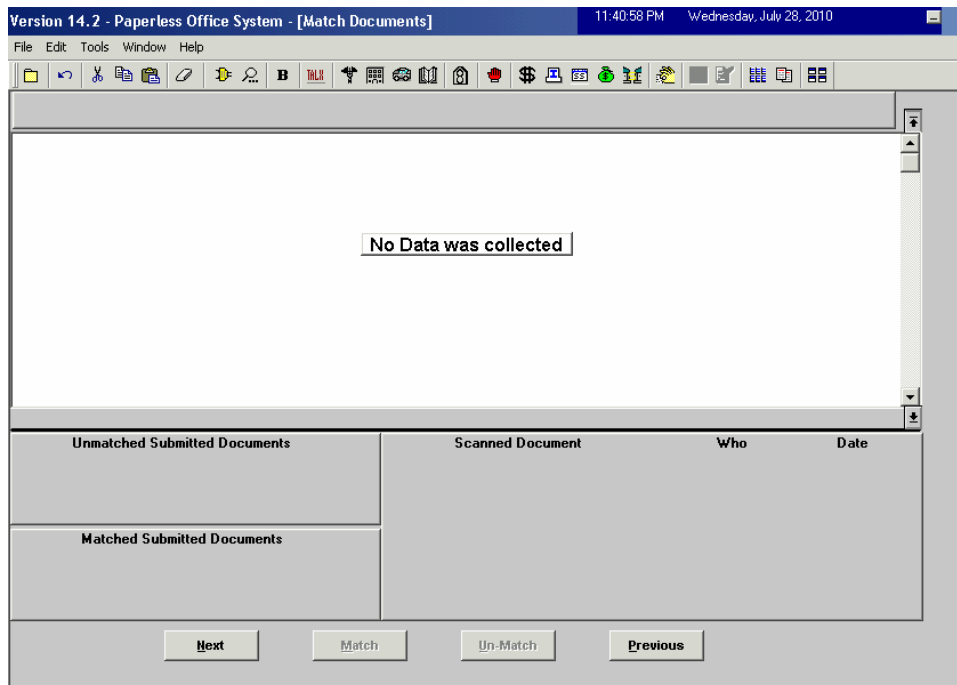 Version 14.2 - Paperless Office System - [Match Documents] 11:40:58 PM Wednesday, July 28, 2010
File Edit Tools Window Help
B TALX $
No Data was collected
Unmatched Submitted Documents Scanned Document Who Date
Matched Submitted Documents
Next Match Un-Match Previous